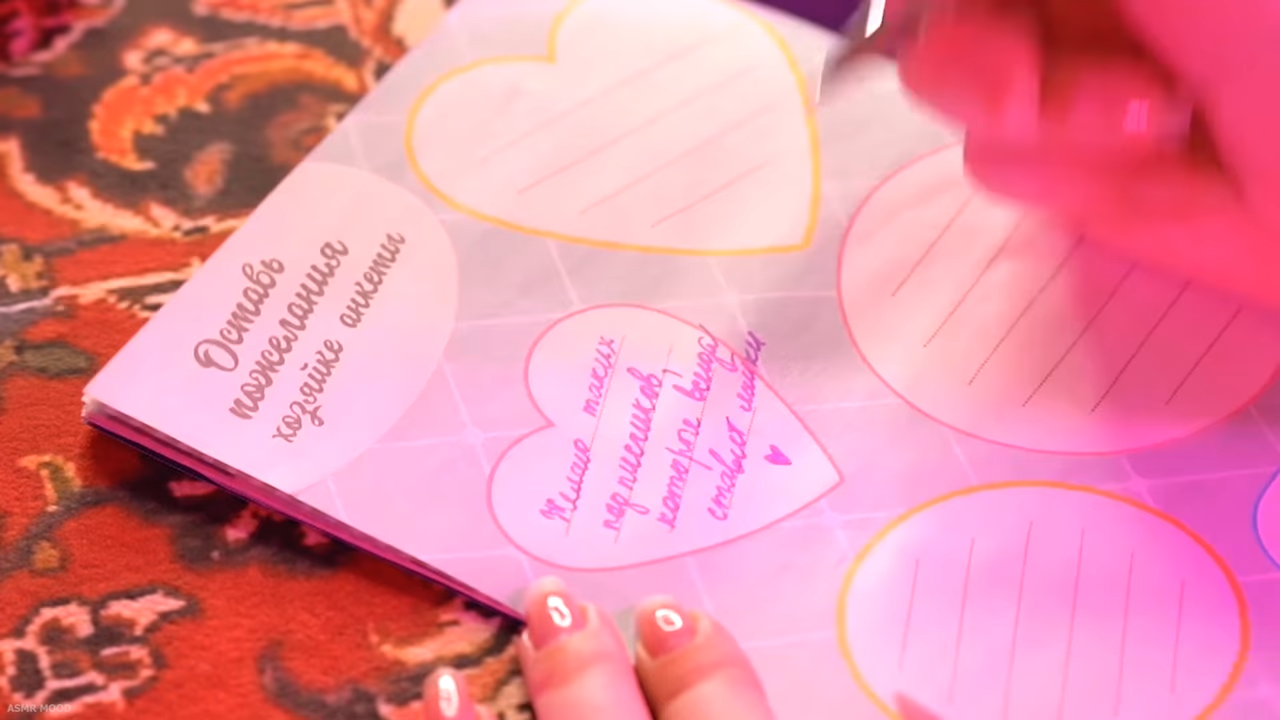 Оставь
пожелания
хозяйке анкеты
Желаю таких
подписчиков,
которые всегда
ставят лайки
ASMR MOOD